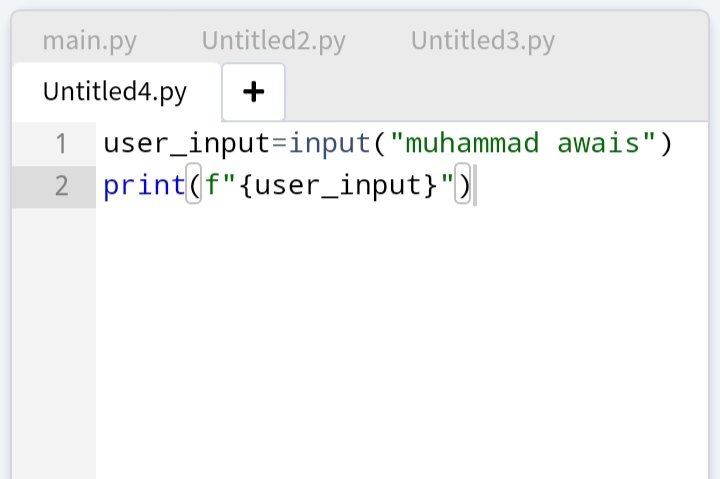 main.py Untitled2.py Untitled3.py
Untitled4.py +
1 user_input=input("muhammad awais")
2 print(f"{user_input}")